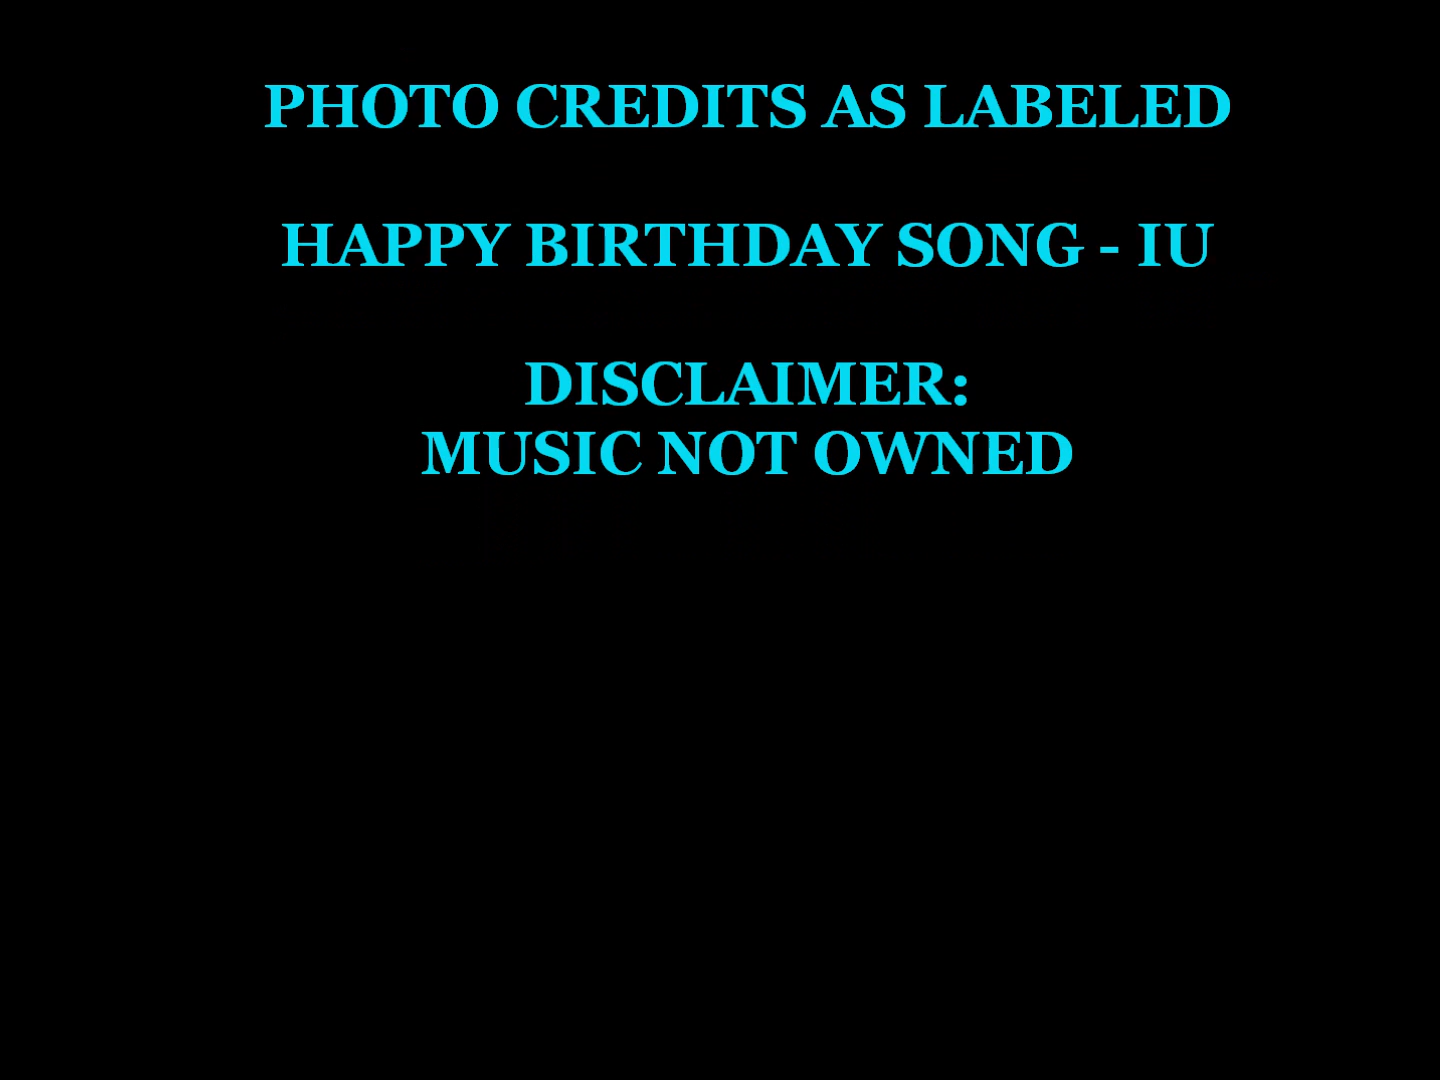 PHOTO CREDITS AS LABELED
HAPPY BIRTHDAY SONG - IU
DISCLAIMER:
MUSIC NOT OWNED